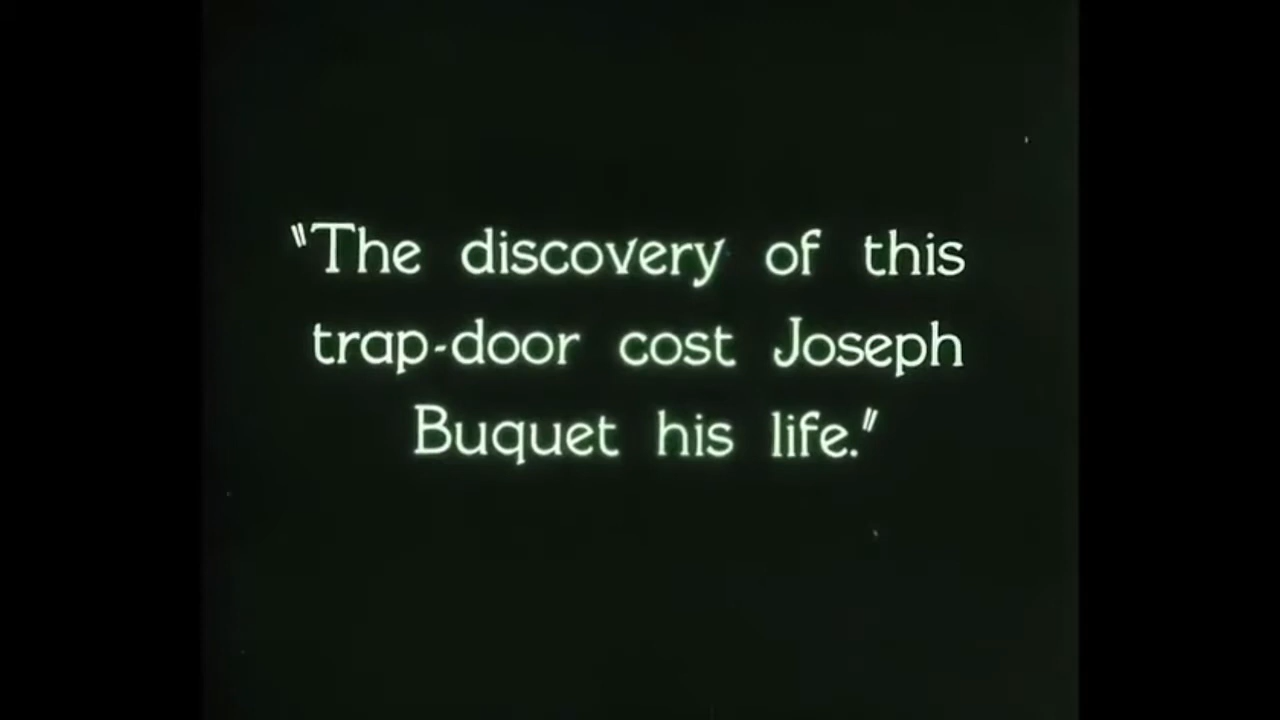 "The discovery of this
trap-door cost Joseph
Buquet his life."